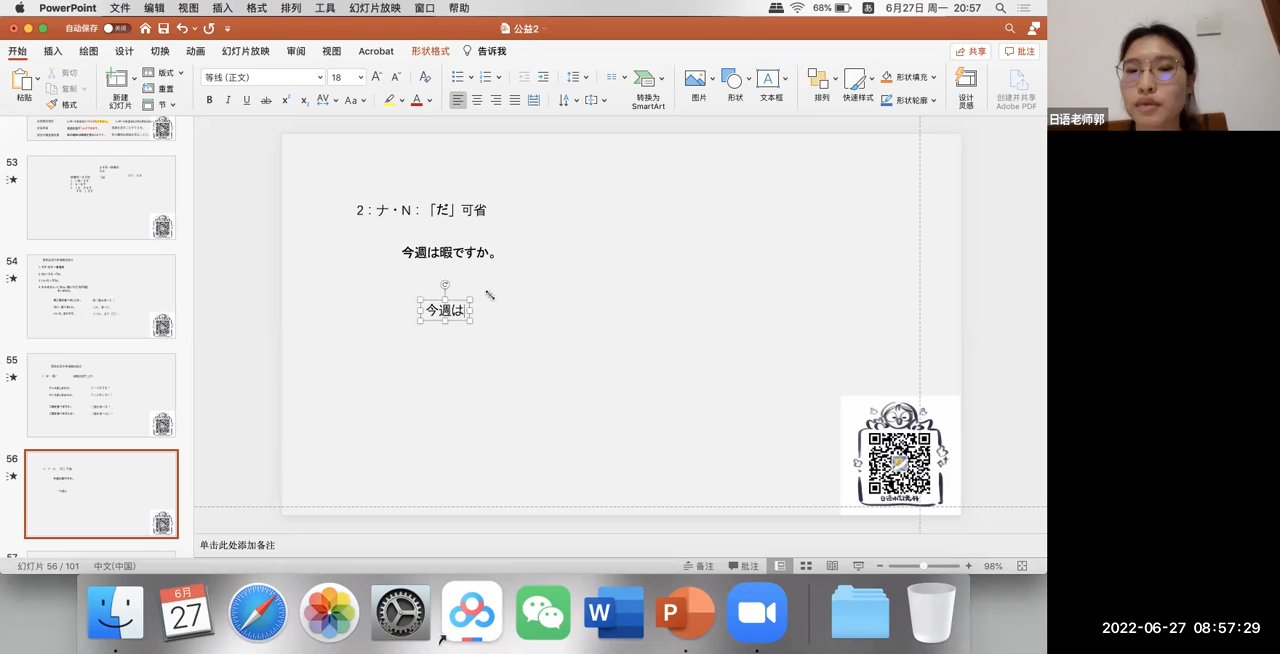 PowerPoint 文件 编辑 视图 插入 格式 排列 工具 幻灯片放映 窗口 帮助 68% あ 6月27日 周一 20:57
自动保存 关闭 公益2
开始 插入 绘图 设计 切换 动画 幻灯片放映 审阅 视图 Acrobat 形状格式 告诉我 共享 批注
粘贴 剪切 复制 格式 新建 幻灯片 版式 重置 节 等线 (正文) 18 转换为 SmartArt 图片 形状 文本框 排列 快速样式 形状填充 形状轮廓 设计 灵感 创建并共享 Adobe PDF
B I U ab x² x₂ AV Aa A
53
54
55
56
57
2：ナ・N：「だ」可省
今週は暇ですか。
今週は
单击此处添加备注
幻灯片 56 / 101 中文(中国) 备注 批注 98%
6月
27
W
P
日语老师郭
2022-06-27 08:57:29